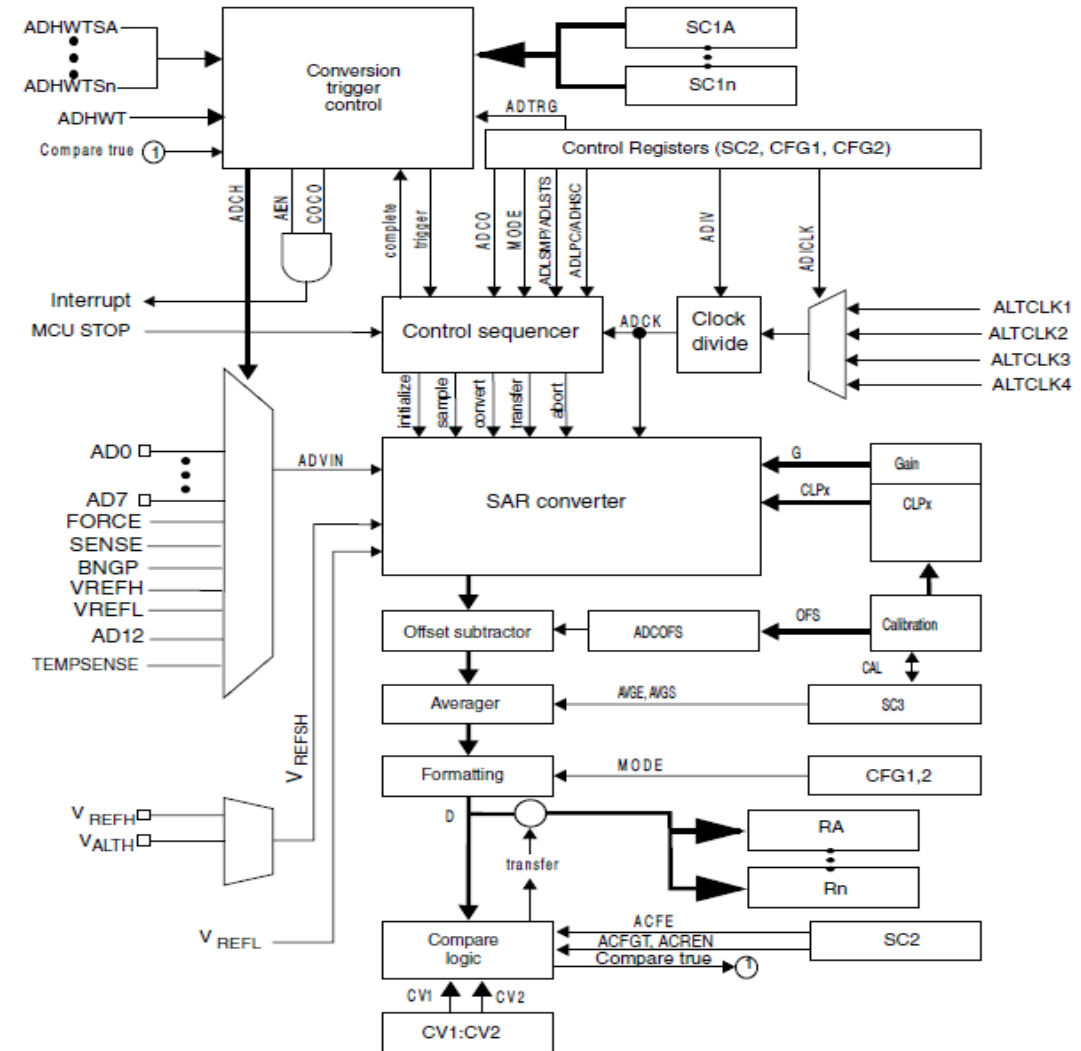 ADHWTSA
SC1A
Conversion
trigger
control
ADHWTSn
SC1n
ADHWT
ADTRG
Compare true 1
Control Registers (SC2, CFG1, CFG2)
ADCH
AEN
COCO
complete
trigger
ADCO
MODE
ADLSMP/ADLSTS
ADLPC/ADHSC
ADIV
ADICLK
Interrupt
MCU STOP
Control sequencer
ADCK
Clock
divide
ALTCLK1
ALTCLK2
ALTCLK3
ALTCLK4
initialize
sample
convert
transfer
abort
AD0
AD7
FORCE
SENSE
BNGP
VREFH
VREFL
AD12
TEMPSENSE
ADVIN
SAR converter
G
CLPx
Gain
CLPx
Offset subtractor
ADCOFS
OFS
Calibration
CAL
Averager
AVGE, AVGS
SC3
VREFSH
Formatting
MODE
CFG1,2
D
VREFH
VALTH
transfer
RA
Rn
VREFL
Compare
logic
ACFE
ACFGT, ACREN
Compare true 1
SC2
CV1
CV2
CV1:CV2